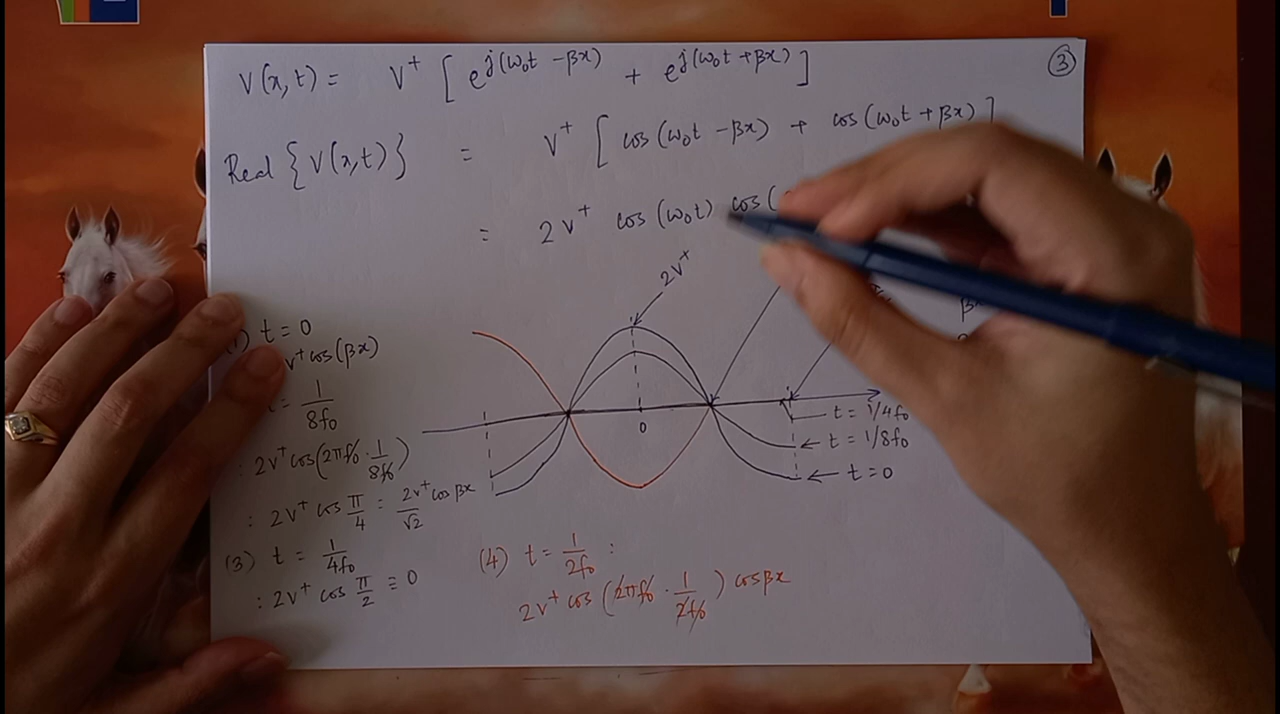 V(x,t) = V⁺ [ e^j(ω₀t − βx) + e^j(ω₀t + βx) ]
③
Real { V(x,t) } = V⁺ [ cos (ω₀t − βx) + cos (ω₀t + βx) ]
= 2V⁺ cos (ω₀t) cos (
2V⁺
t = 0
V⁺ cos (βx)
= 1/8f₀
: 2V⁺ cos (2πf₀ · 1/8f₀)
: 2V⁺ cos π/4 = 2V⁺/√2 cos βx
(3) t = 1/4f₀
: 2V⁺ cos π/2 ≡ 0
0
t = 1/4f₀
t = 1/8f₀
t = 0
(4) t = 1/2f₀ :
2V⁺ cos (2πf₀ · 1/2f₀) cos βx